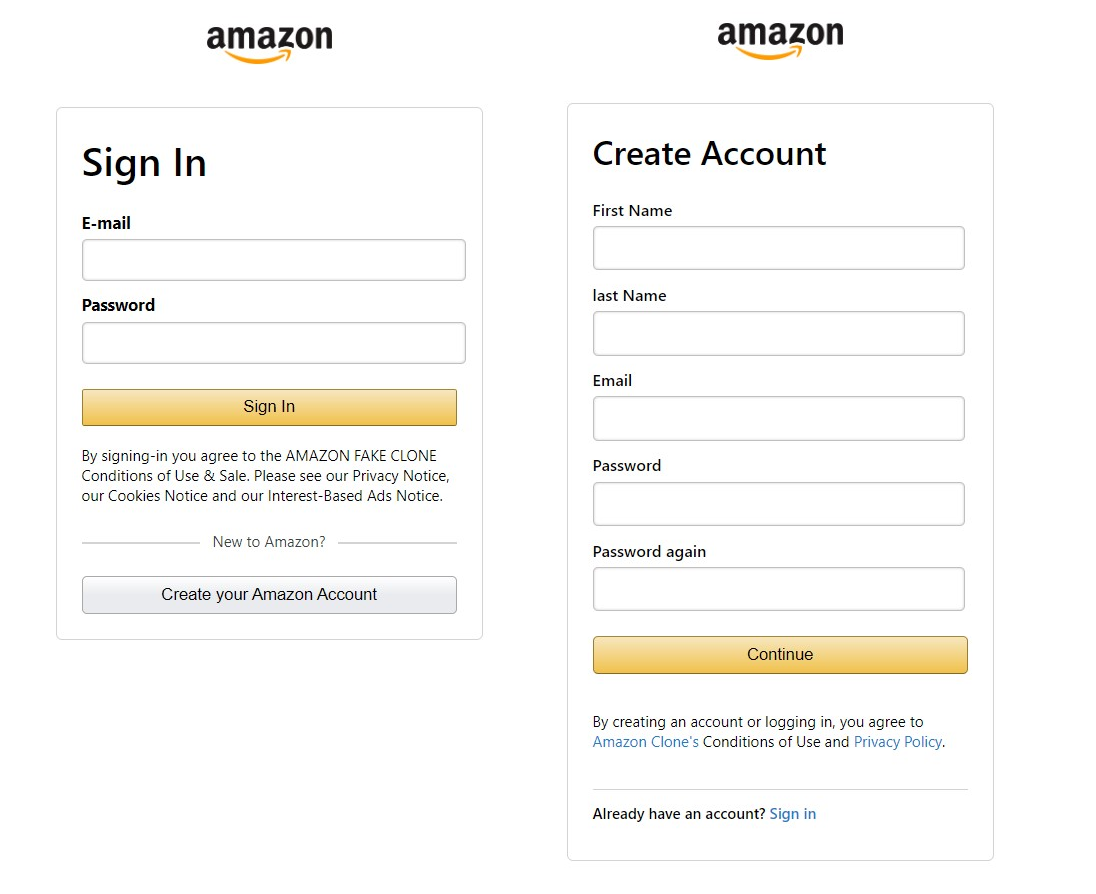 amazon
Sign In
E-mail
Password
Sign In
By signing-in you agree to the AMAZON FAKE CLONE
Conditions of Use & Sale. Please see our Privacy Notice,
our Cookies Notice and our Interest-Based Ads Notice.
New to Amazon?
Create your Amazon Account
amazon
Create Account
First Name
last Name
Email
Password
Password again
Continue
By creating an account or logging in, you agree to
Amazon Clone's Conditions of Use and Privacy Policy.
Already have an account? Sign in